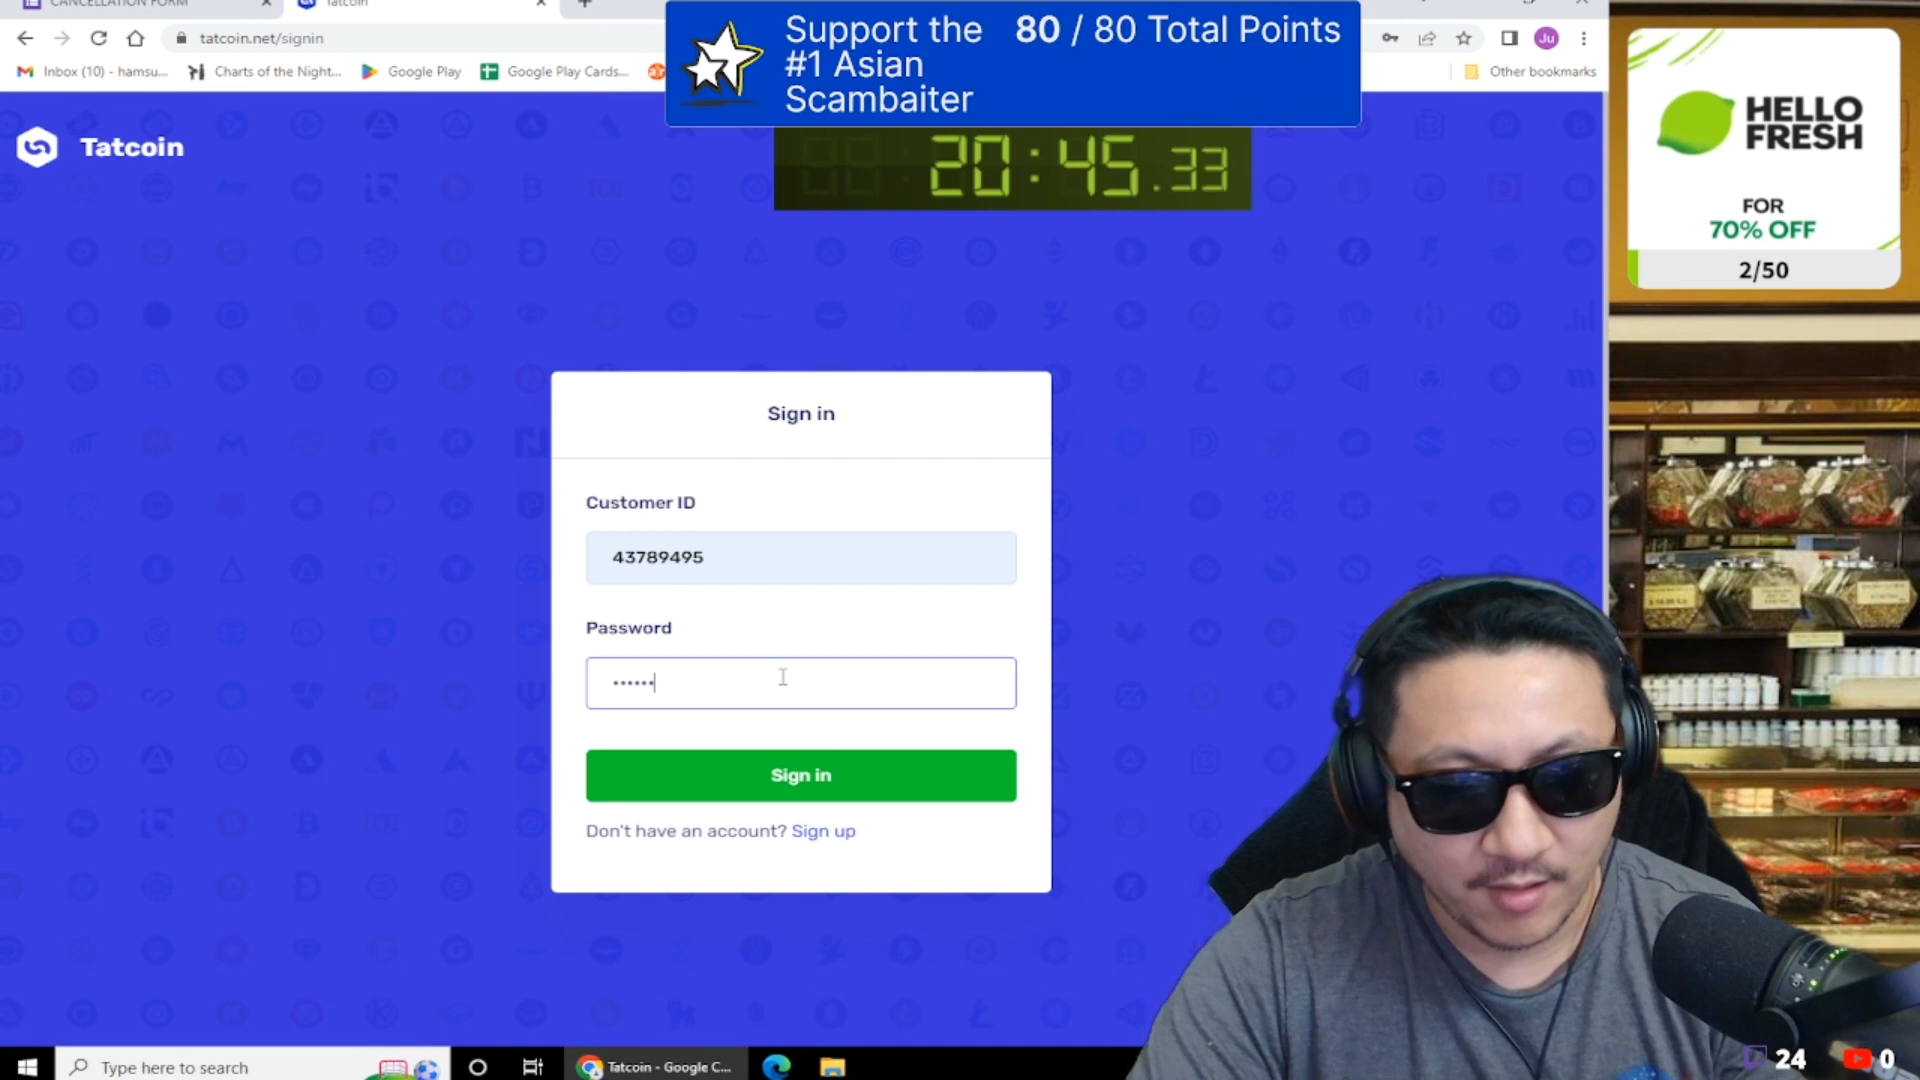 CANCELLATION FORM
Tatcoin
tatcoin.net/signin
Ju
Inbox (10) - hamsu...
Charts of the Night...
Google Play
Google Play Cards...
Other bookmarks
Support the
#1 Asian
Scambaiter
80 / 80 Total Points
20:45.33
HELLO
FRESH
FOR
70% OFF
2/50
Tatcoin
Sign in
Customer ID
43789495
Password
Sign in
Don't have an account? Sign up
Type here to search
Tatcoin - Google C...
24
0